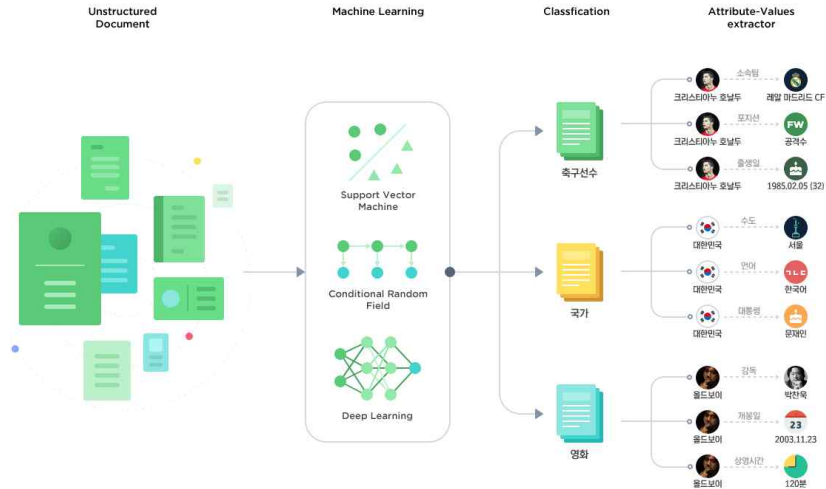 Unstructured
Document
Machine Learning
Classfication
Attribute-Values
extractor
Support Vector
Machine
Conditional Random
Field
Deep Learning
축구선수
국가
영화
소속팀
크리스티아누 호날두
레알 마드리드 CF
포지션
FW
크리스티아누 호날두
공격수
출생일
크리스티아누 호날두
1985.02.05 (32)
수도
대한민국
서울
언어
ㄱㄴㄷ
대한민국
한국어
대통령
대한민국
문재인
감독
올드보이
박찬욱
개봉일
23
올드보이
2003.11.23
상영시간
올드보이
120분